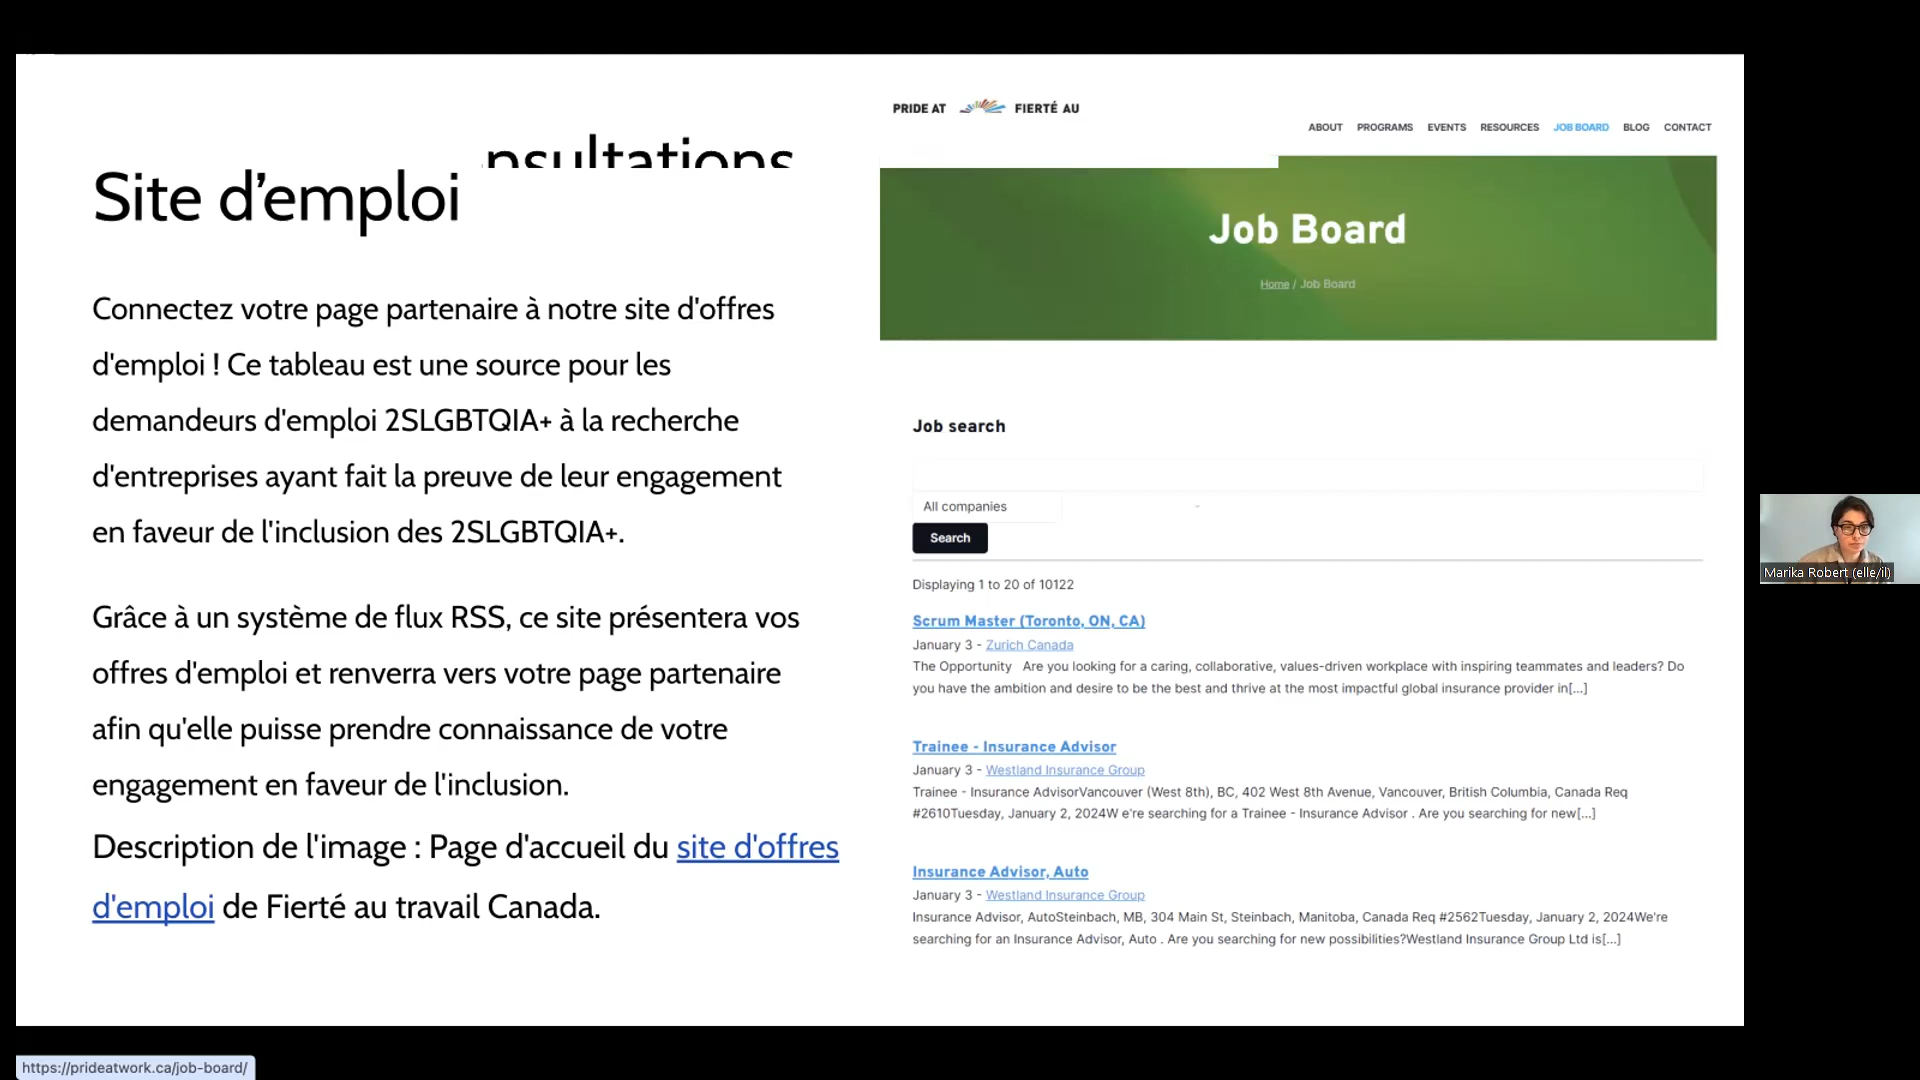 nsultations
Site d’emploi
Connectez votre page partenaire à notre site d'offres
d'emploi ! Ce tableau est une source pour les
demandeurs d'emploi 2SLGBTQIA+ à la recherche
d'entreprises ayant fait la preuve de leur engagement
en faveur de l'inclusion des 2SLGBTQIA+.
Grâce à un système de flux RSS, ce site présentera vos
offres d'emploi et renverra vers votre page partenaire
afin qu'elle puisse prendre connaissance de votre
engagement en faveur de l'inclusion.
Description de l'image : Page d'accueil du site d'offres
d'emploi de Fierté au travail Canada.
PRIDE AT FIERTÉ AU
ABOUT PROGRAMS EVENTS RESOURCES JOB BOARD BLOG CONTACT
Job Board
Home / Job Board
Job search
All companies
Search
Displaying 1 to 20 of 10122
Scrum Master (Toronto, ON, CA)
January 3 - Zurich Canada
The Opportunity Are you looking for a caring, collaborative, values-driven workplace with inspiring teammates and leaders? Do
you have the ambition and desire to be the best and thrive at the most impactful global insurance provider in[...]
Trainee - Insurance Advisor
January 3 - Westland Insurance Group
Trainee - Insurance AdvisorVancouver (West 8th), BC, 402 West 8th Avenue, Vancouver, British Columbia, Canada Req
#2610Tuesday, January 2, 2024W e're searching for a Trainee - Insurance Advisor . Are you searching for new[...]
Insurance Advisor, Auto
January 3 - Westland Insurance Group
Insurance Advisor, AutoSteinbach, MB, 304 Main St, Steinbach, Manitoba, Canada Req #2562Tuesday, January 2, 2024We're
searching for an Insurance Advisor, Auto . Are you searching for new possibilities?Westland Insurance Group Ltd is[...]
Marika Robert (elle/il)
https://prideatwork.ca/job-board/